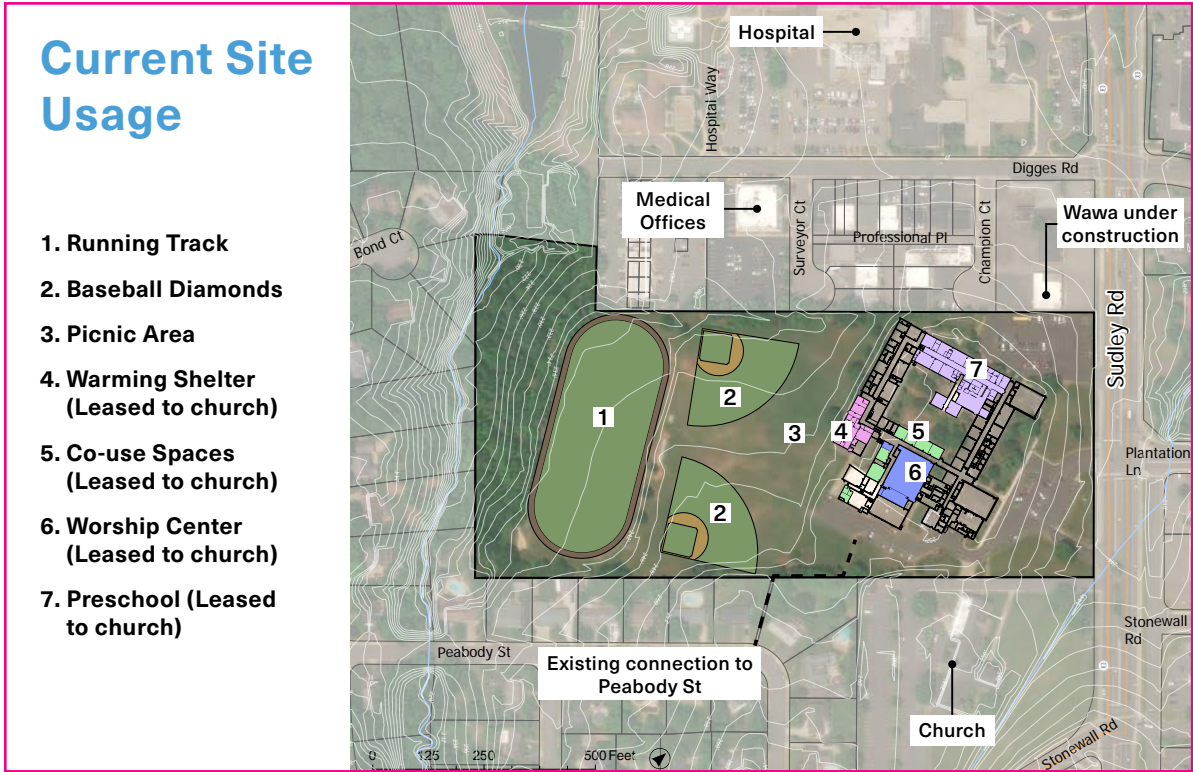 Current Site
Usage
1. Running Track
2. Baseball Diamonds
3. Picnic Area
4. Warming Shelter
(Leased to church)
5. Co-use Spaces
(Leased to church)
6. Worship Center
(Leased to church)
7. Preschool (Leased
to church)
Hospital
Hospital Way
Digges Rd
Medical
Offices
Surveyor Ct
Professional Pl
Champion Ct
Wawa under
construction
Bond Ct
Sudley Rd
1
2
3
4
5
6
7
2
Plantation
Ln
Stonewall
Rd
Peabody St
Existing connection to
Peabody St
Church
Stonewall Rd
0 125 250 500 Feet